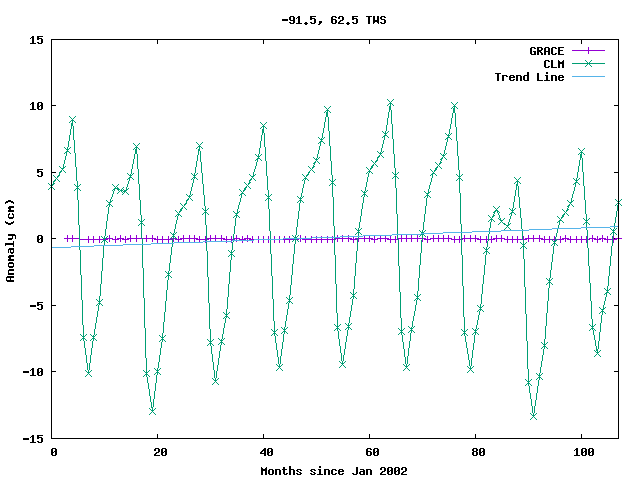 -91.5, 62.5 TWS
GRACE
CLM
Trend Line
15
10
5
0
-5
-10
-15
Anomaly (cm)
0 20 40 60 80 100
Months since Jan 2002